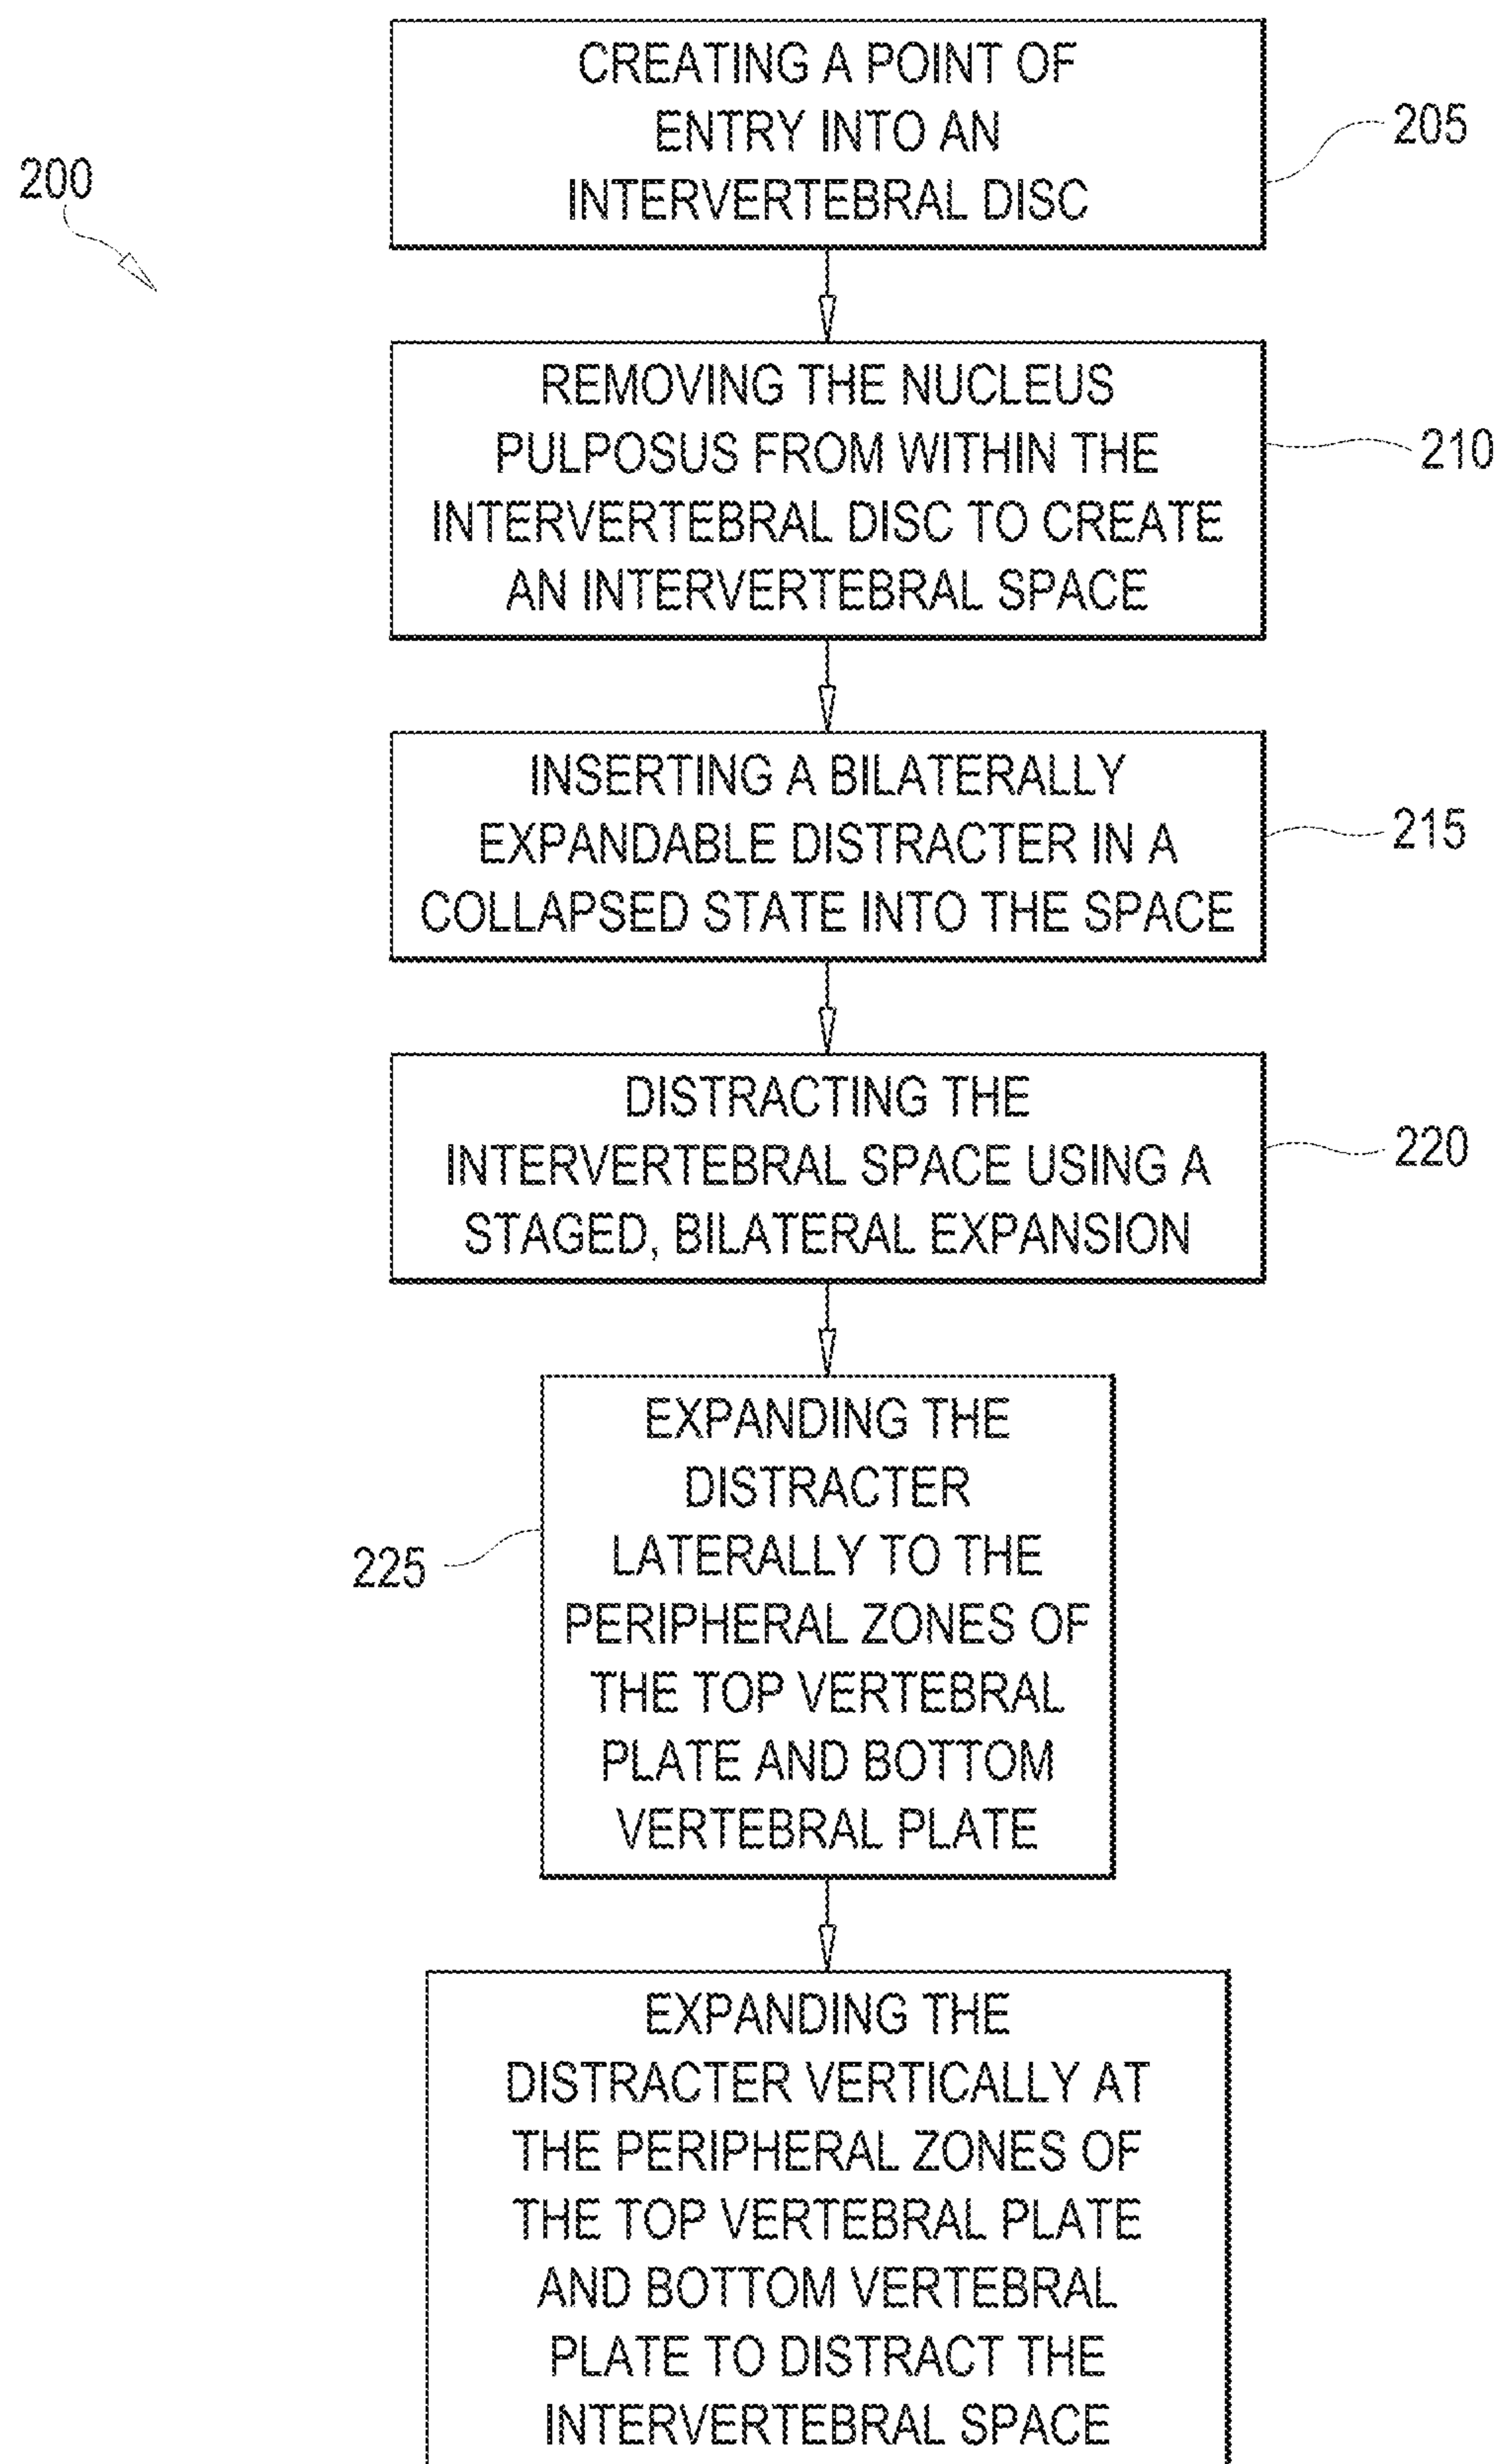 200
CREATING A POINT OF
ENTRY INTO AN
INTERVERTEBRAL DISC
205
REMOVING THE NUCLEUS
PULPOSUS FROM WITHIN THE
INTERVERTEBRAL DISC TO CREATE
AN INTERVERTEBRAL SPACE
210
INSERTING A BILATERALLY
EXPANDABLE DISTRACTER IN A
COLLAPSED STATE INTO THE SPACE
215
DISTRACTING THE
INTERVERTEBRAL SPACE USING A
STAGED, BILATERAL EXPANSION
220
EXPANDING THE
DISTRACTER
LATERALLY TO THE
PERIPHERAL ZONES OF
THE TOP VERTEBRAL
PLATE AND BOTTOM
VERTEBRAL PLATE
225
EXPANDING THE
DISTRACTER VERTICALLY AT
THE PERIPHERAL ZONES OF
THE TOP VERTEBRAL PLATE
AND BOTTOM VERTEBRAL
PLATE TO DISTRACT THE
INTERVERTEBRAL SPACE